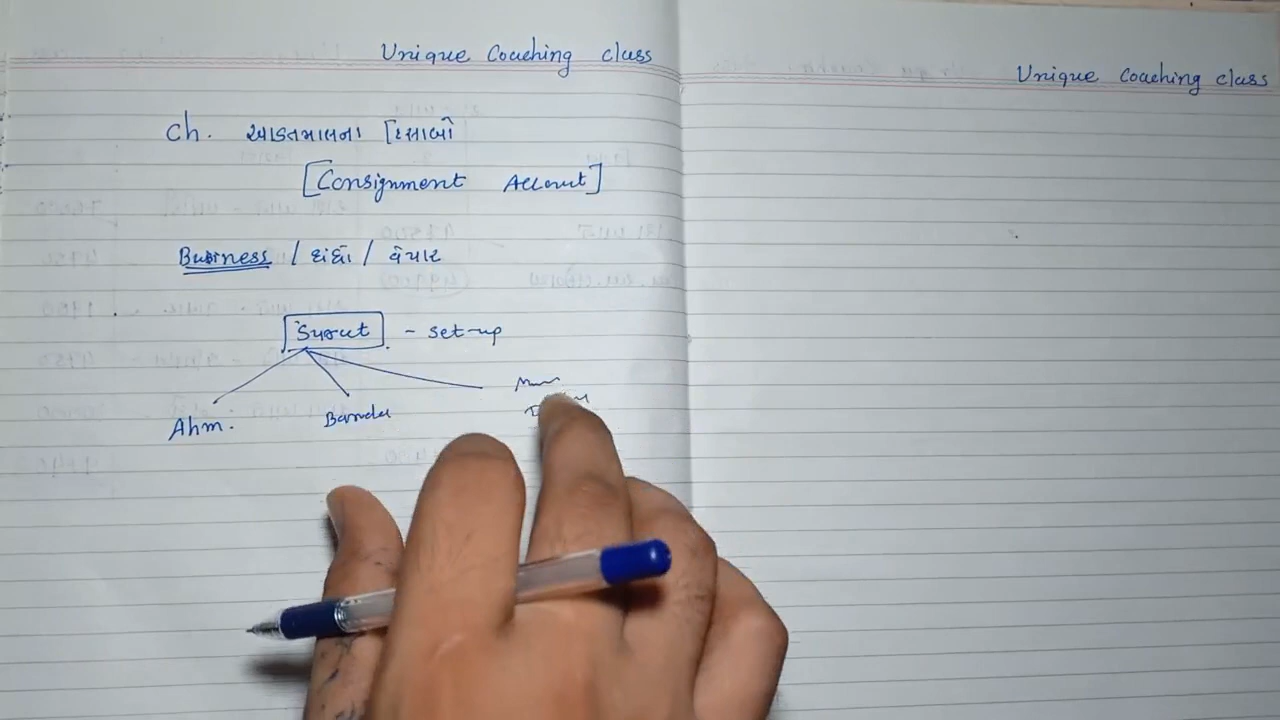 Unique Coaching class
Ch. આડતમાલના હિસાબો
[Consignment Account]
Business / ધંધો / વેપાર
Surat - set-up
Ahm.
Baroda
Unique Coaching class